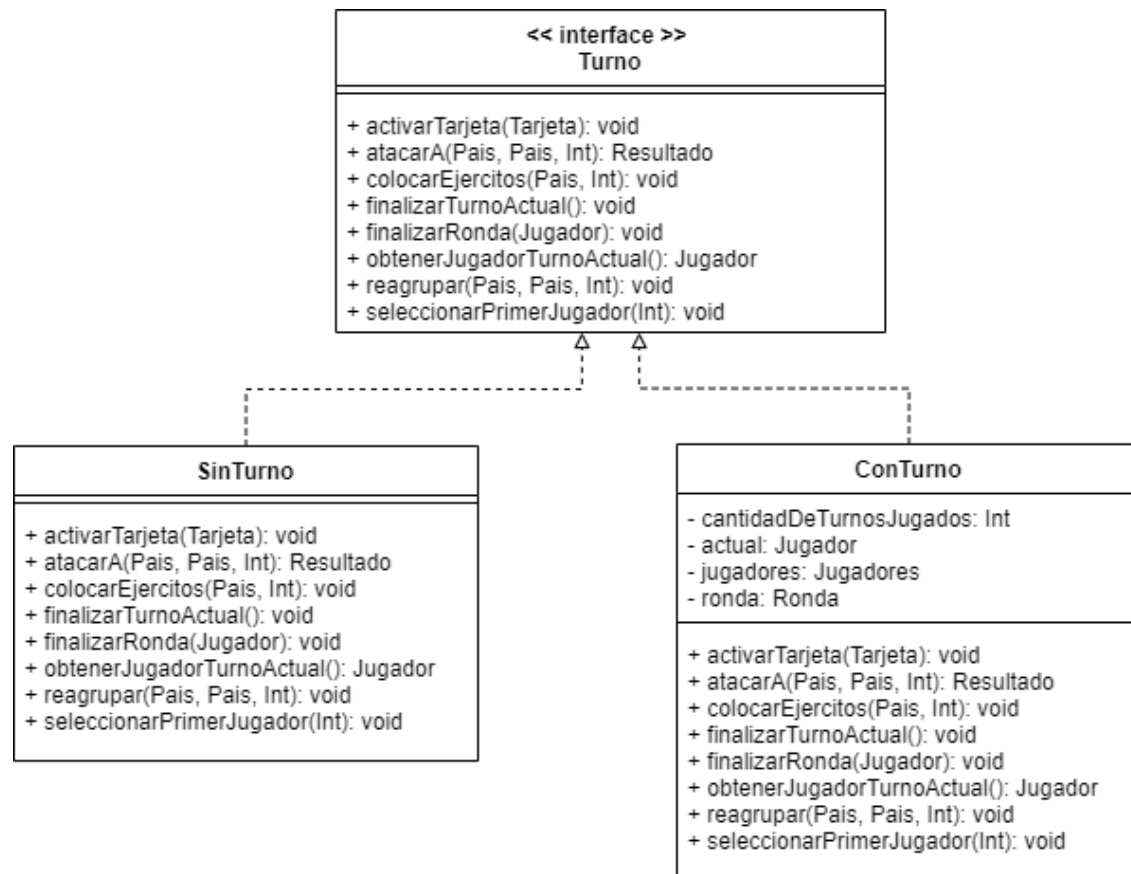 << interface >>
Turno
+ activarTarjeta(Tarjeta): void
+ atacarA(Pais, Pais, Int): Resultado
+ colocarEjercitos(Pais, Int): void
+ finalizarTurnoActual(): void
+ finalizarRonda(Jugador): void
+ obtenerJugadorTurnoActual(): Jugador
+ reagrupar(Pais, Pais, Int): void
+ seleccionarPrimerJugador(Int): void
SinTurno
+ activarTarjeta(Tarjeta): void
+ atacarA(Pais, Pais, Int): Resultado
+ colocarEjercitos(Pais, Int): void
+ finalizarTurnoActual(): void
+ finalizarRonda(Jugador): void
+ obtenerJugadorTurnoActual(): Jugador
+ reagrupar(Pais, Pais, Int): void
+ seleccionarPrimerJugador(Int): void
ConTurno
- cantidadDeTurnosJugados: Int
- actual: Jugador
- jugadores: Jugadores
- ronda: Ronda
+ activarTarjeta(Tarjeta): void
+ atacarA(Pais, Pais, Int): Resultado
+ colocarEjercitos(Pais, Int): void
+ finalizarTurnoActual(): void
+ finalizarRonda(Jugador): void
+ obtenerJugadorTurnoActual(): Jugador
+ reagrupar(Pais, Pais, Int): void
+ seleccionarPrimerJugador(Int): void